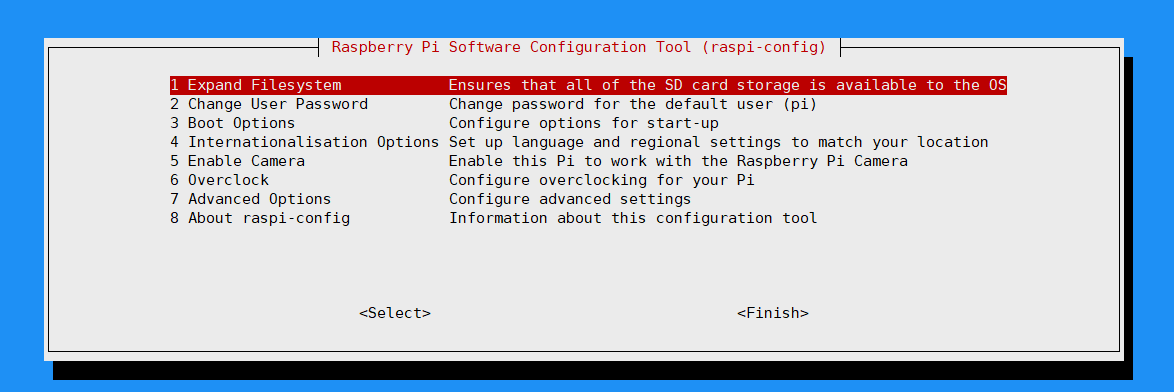 Raspberry Pi Software Configuration Tool (raspi-config)
1 Expand Filesystem Ensures that all of the SD card storage is available to the OS
2 Change User Password Change password for the default user (pi)
3 Boot Options Configure options for start-up
4 Internationalisation Options Set up language and regional settings to match your location
5 Enable Camera Enable this Pi to work with the Raspberry Pi Camera
6 Overclock Configure overclocking for your Pi
7 Advanced Options Configure advanced settings
8 About raspi-config Information about this configuration tool
<Select> <Finish>